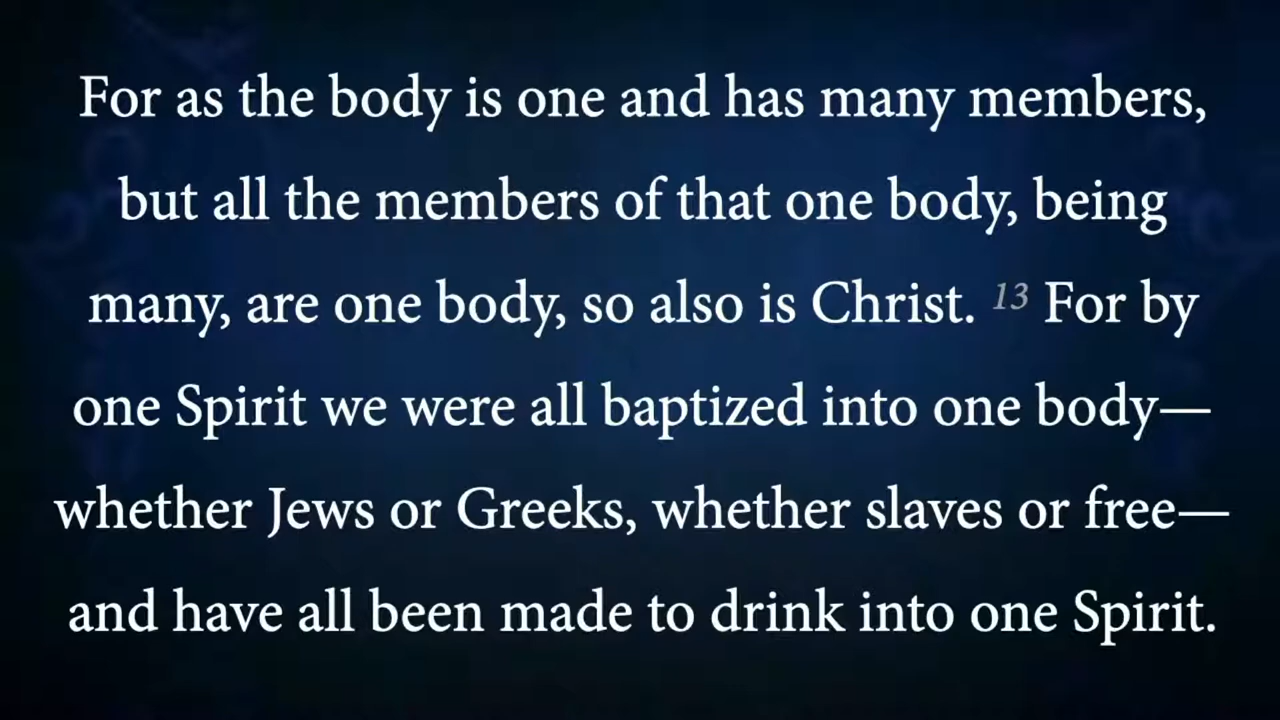 For as the body is one and has many members,
but all the members of that one body, being
many, are one body, so also is Christ. 13 For by
one Spirit we were all baptized into one body—
whether Jews or Greeks, whether slaves or free—
and have all been made to drink into one Spirit.